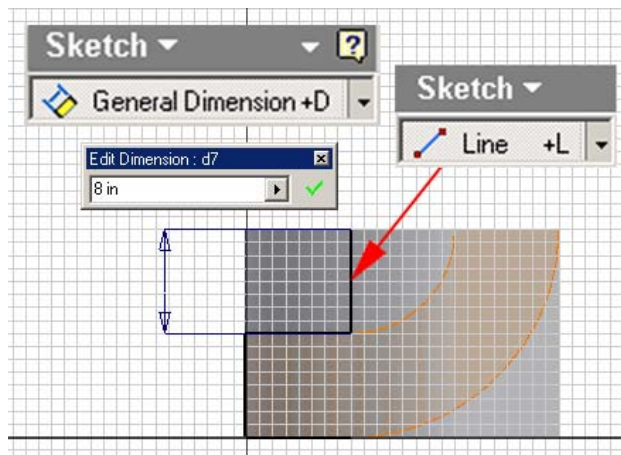 Sketch
General Dimension +D
Sketch
Line +L
Edit Dimension : d7
8 in